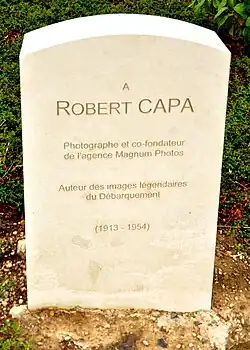 A
ROBERT CAPA
Photographe et co-fondateur
de l'agence Magnum Photos
Auteur des images légendaires
du Débarquement
(1913 - 1954)